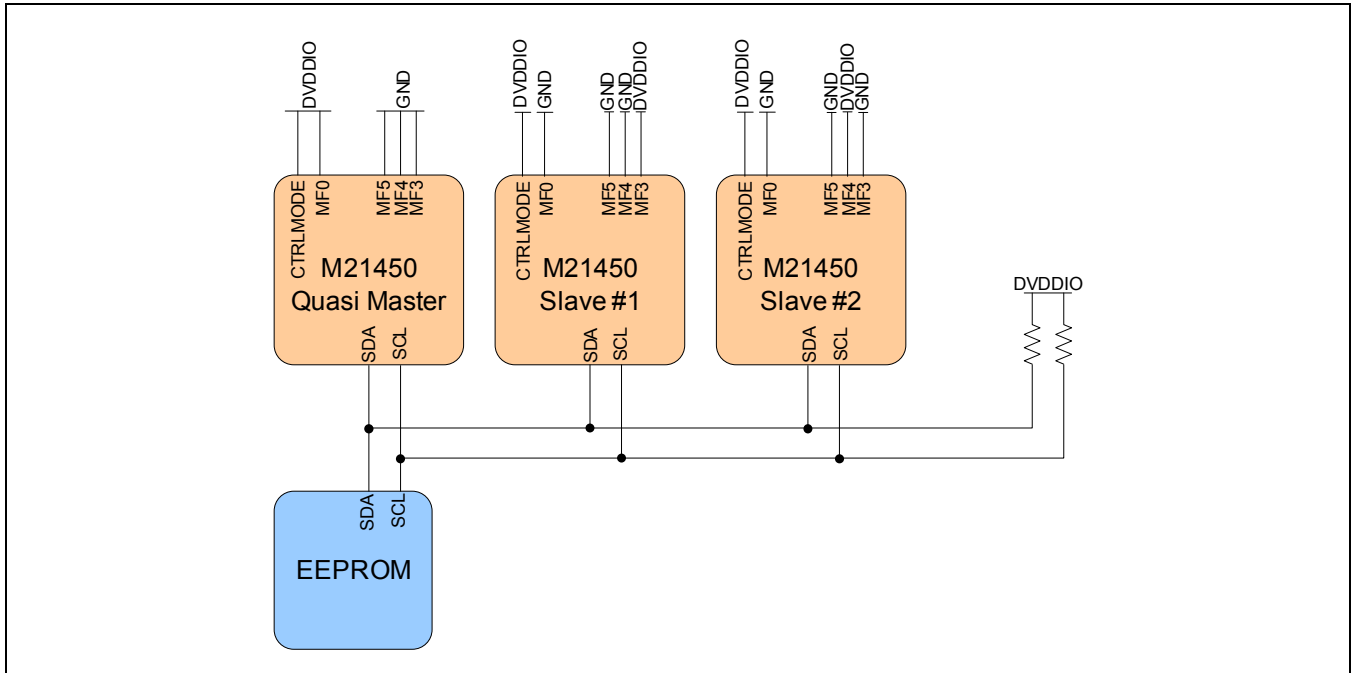 DVDDIO
GND
DVDDIO
GND
GND
GND
DVDDIO
DVDDIO
GND
GND
DVDDIO
GND
CTRLMODE
MF0
MF5
MF4
MF3
M21450
Quasi Master
SDA
SCL
CTRLMODE
MF0
MF5
MF4
MF3
M21450
Slave #1
SDA
SCL
CTRLMODE
MF0
MF5
MF4
MF3
M21450
Slave #2
SDA
SCL
DVDDIO
SDA
SCL
EEPROM